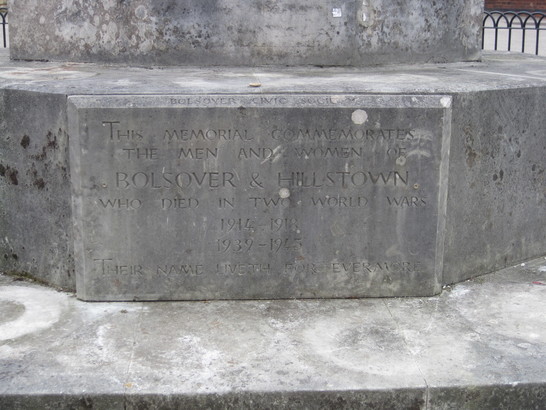 BOLSOVER CIVIC SOCIETY
THIS MEMORIAL COMMEMORATES
THE MEN AND WOMEN OF
BOLSOVER & HILLSTOWN
WHO DIED IN TWO WORLD WARS
1914-1918
1939-1945
THEIR NAME LIVETH FOR EVERMORE